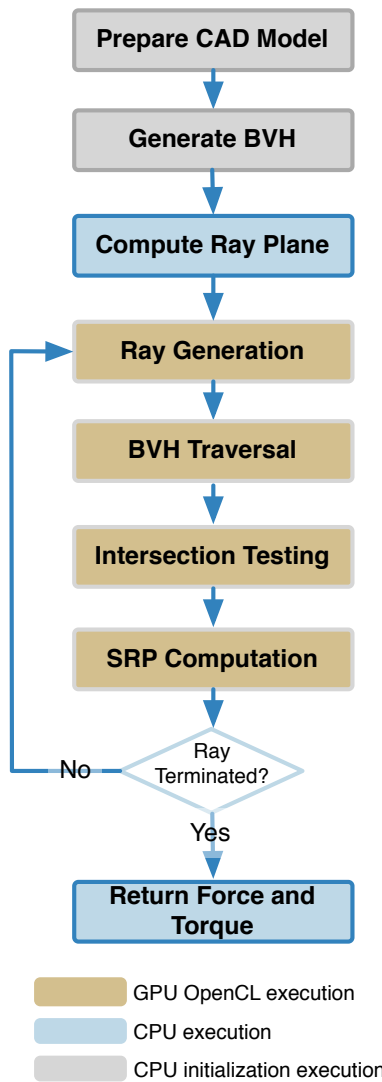 Prepare CAD Model
Generate BVH
Compute Ray Plane
Ray Generation
BVH Traversal
Intersection Testing
SRP Computation
Ray
Terminated?
No
Yes
Return Force and
Torque
GPU OpenCL execution
CPU execution
CPU initialization execution